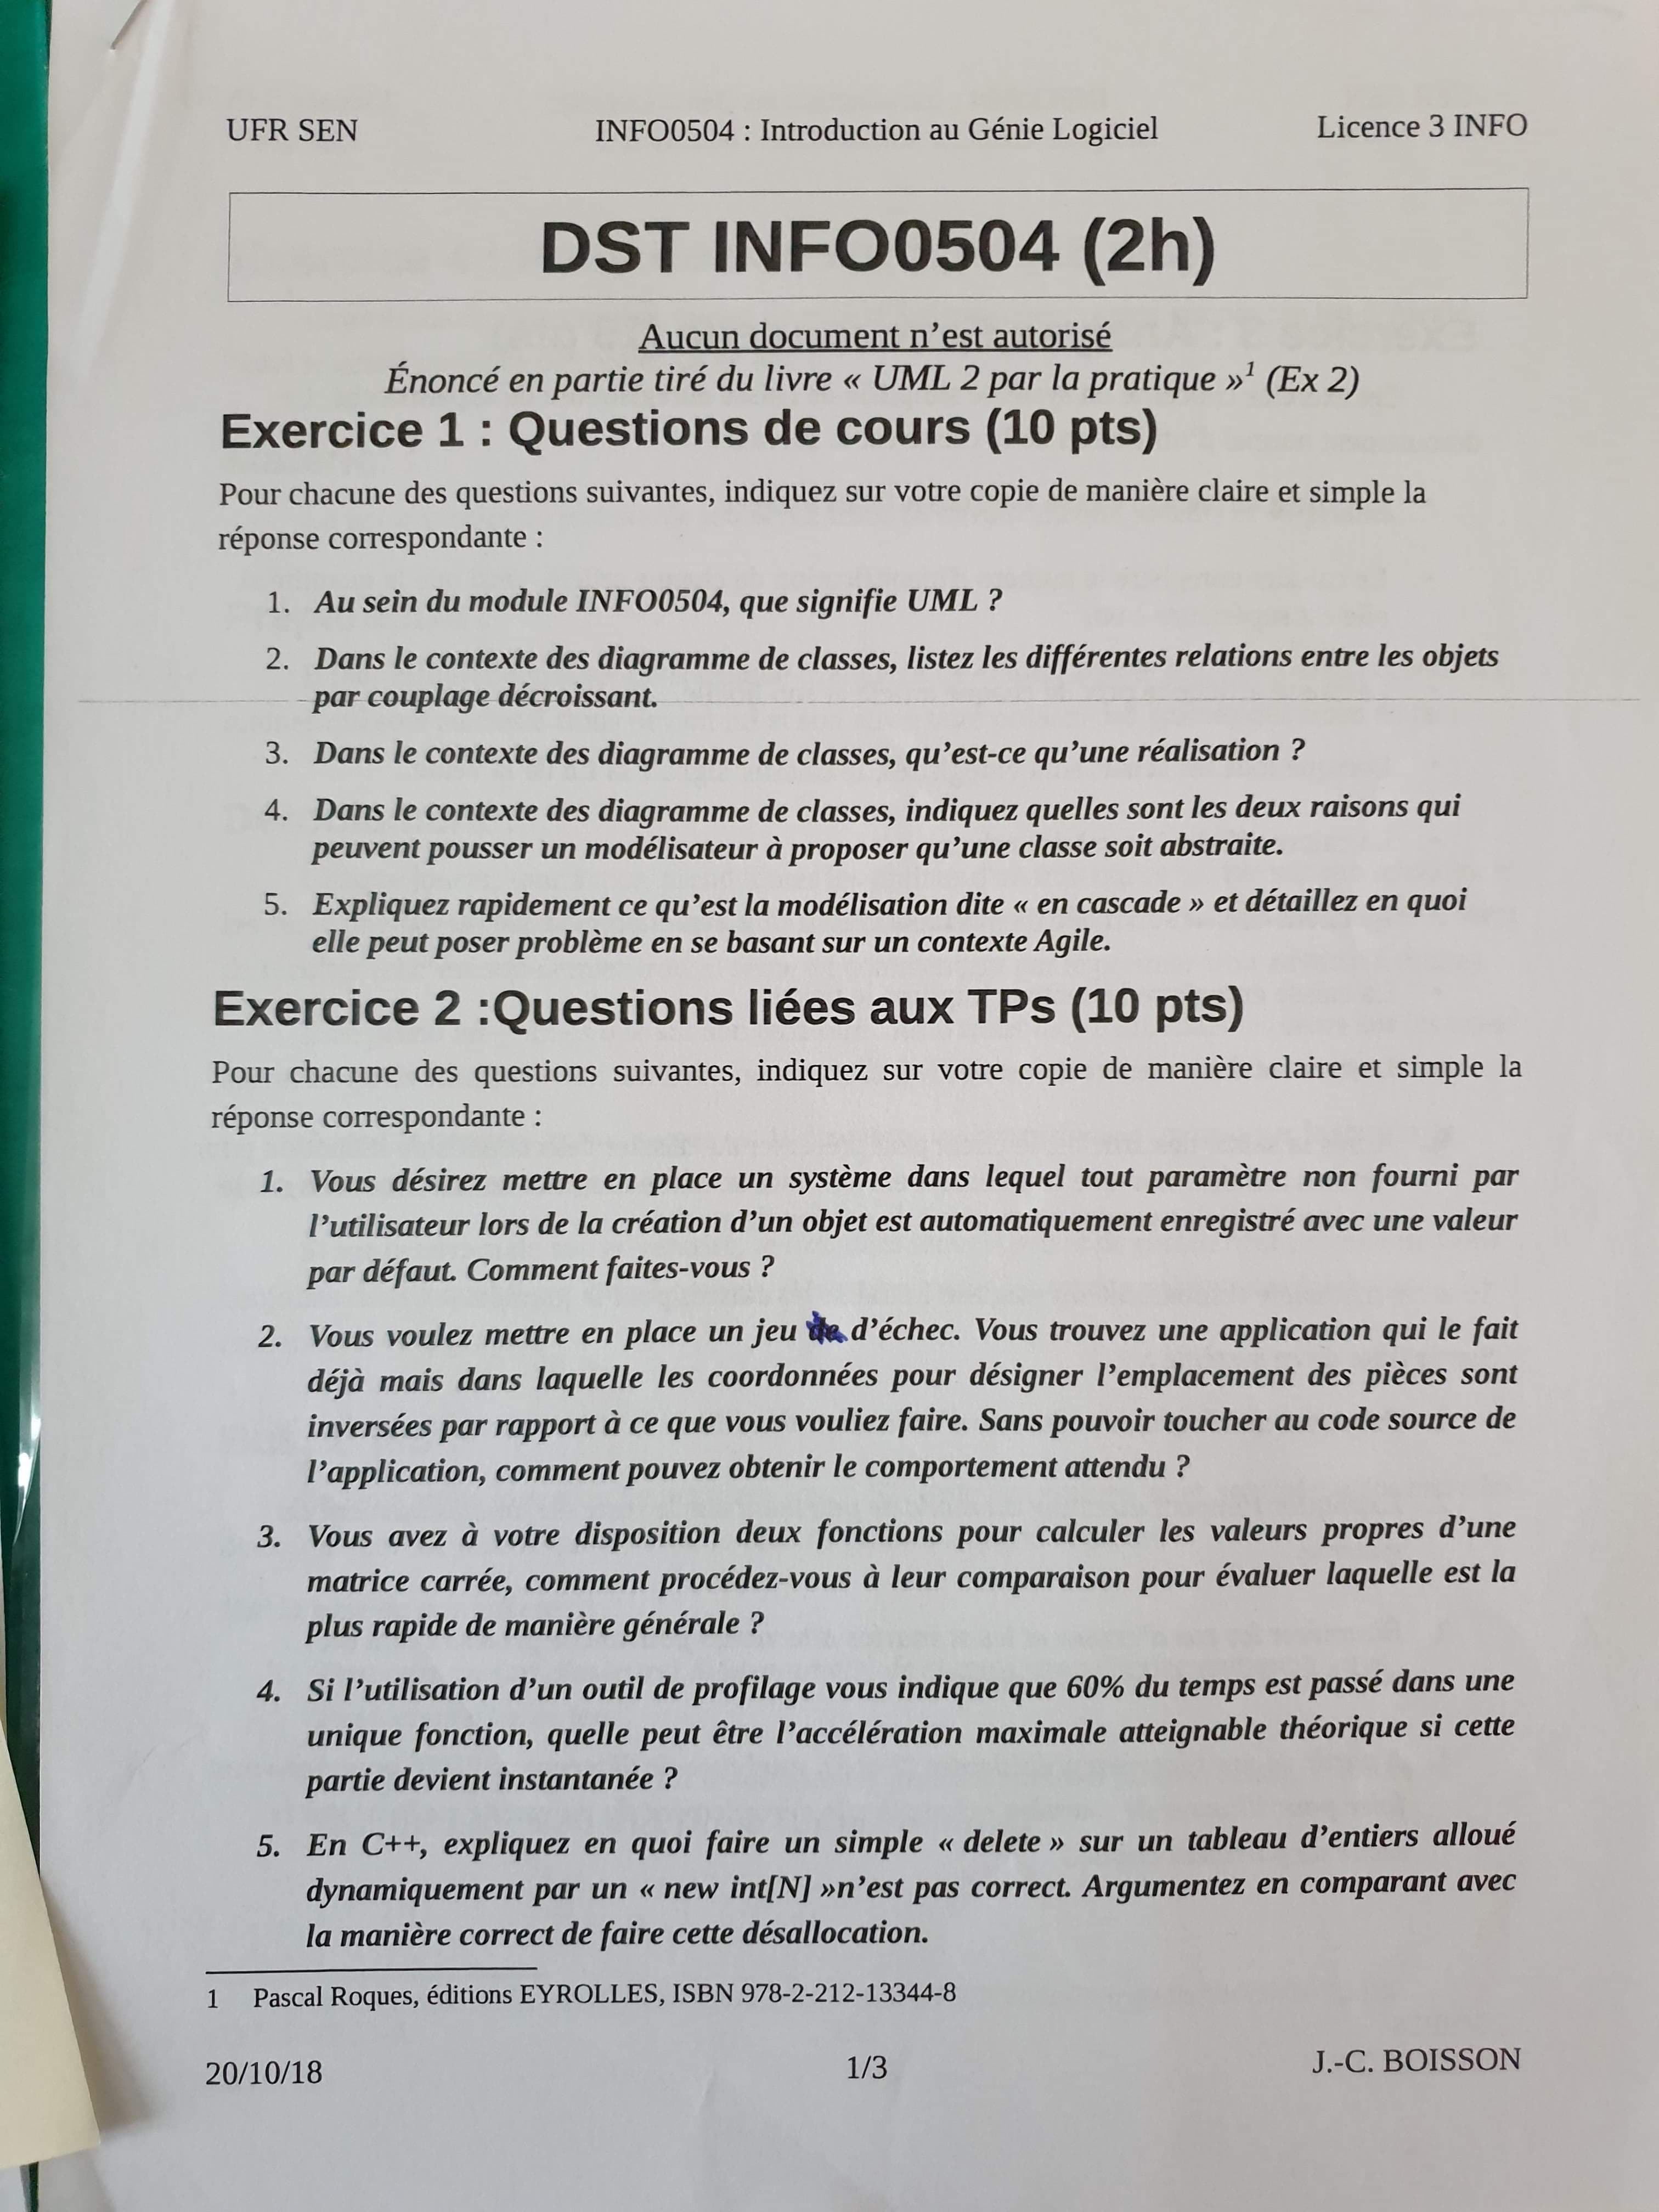 UFR SEN INFO0504 : Introduction au Génie Logiciel Licence 3 INFO
DST INFO0504 (2h)
Aucun document n'est autorisé
Énoncé en partie tiré du livre « UML 2 par la pratique »1 (Ex 2)
Exercice 1 : Questions de cours (10 pts)
Pour chacune des questions suivantes, indiquez sur votre copie de manière claire et simple la
réponse correspondante :
1. Au sein du module INFO0504, que signifie UML ?
2. Dans le contexte des diagramme de classes, listez les différentes relations entre les objets
par couplage décroissant.
3. Dans le contexte des diagramme de classes, qu'est-ce qu'une réalisation ?
4. Dans le contexte des diagramme de classes, indiquez quelles sont les deux raisons qui
peuvent pousser un modélisateur à proposer qu'une classe soit abstraite.
5. Expliquez rapidement ce qu'est la modélisation dite « en cascade » et détaillez en quoi
elle peut poser problème en se basant sur un contexte Agile.
Exercice 2 :Questions liées aux TPs (10 pts)
Pour chacune des questions suivantes, indiquez sur votre copie de manière claire et simple la
réponse correspondante :
1. Vous désirez mettre en place un système dans lequel tout paramètre non fourni par
l'utilisateur lors de la création d'un objet est automatiquement enregistré avec une valeur
par défaut. Comment faites-vous ?
2. Vous voulez mettre en place un jeu de d'échec. Vous trouvez une application qui le fait
déjà mais dans laquelle les coordonnées pour désigner l'emplacement des pièces sont
inversées par rapport à ce que vous vouliez faire. Sans pouvoir toucher au code source de
l'application, comment pouvez obtenir le comportement attendu ?
3. Vous avez à votre disposition deux fonctions pour calculer les valeurs propres d'une
matrice carrée, comment procédez-vous à leur comparaison pour évaluer laquelle est la
plus rapide de manière générale ?
4. Si l'utilisation d'un outil de profilage vous indique que 60% du temps est passé dans une
unique fonction, quelle peut être l'accélération maximale atteignable théorique si cette
partie devient instantanée ?
5. En C++, expliquez en quoi faire un simple « delete » sur un tableau d'entiers alloué
dynamiquement par un « new int[N] »n'est pas correct. Argumentez en comparant avec
la manière correct de faire cette désallocation.
1 Pascal Roques, éditions EYROLLES, ISBN 978-2-212-13344-8
20/10/18 1/3 J.-C. BOISSON